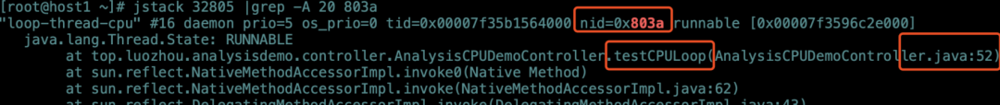 [root@host1 ~]# jstack 32805 |grep -A 20 803a
"loop-thread-cpu" #16 daemon prio=5 os_prio=0 tid=0x00007f35b1564000 nid=0x803a runnable [0x00007f3596c2e000]
java.lang.Thread.State: RUNNABLE
at top.luozhou.analysisdemo.controller.AnalysisCPUDemoController.testCPULoop(AnalysisCPUDemoController.java:52)
at sun.reflect.NativeMethodAccessorImpl.invoke0(Native Method)
at sun.reflect.NativeMethodAccessorImpl.invoke(NativeMethodAccessorImpl.java:62)
at sun.reflect.DelegatingMethodAccessorImpl.invoke(DelegatingMethodAccessorImpl.java:43)